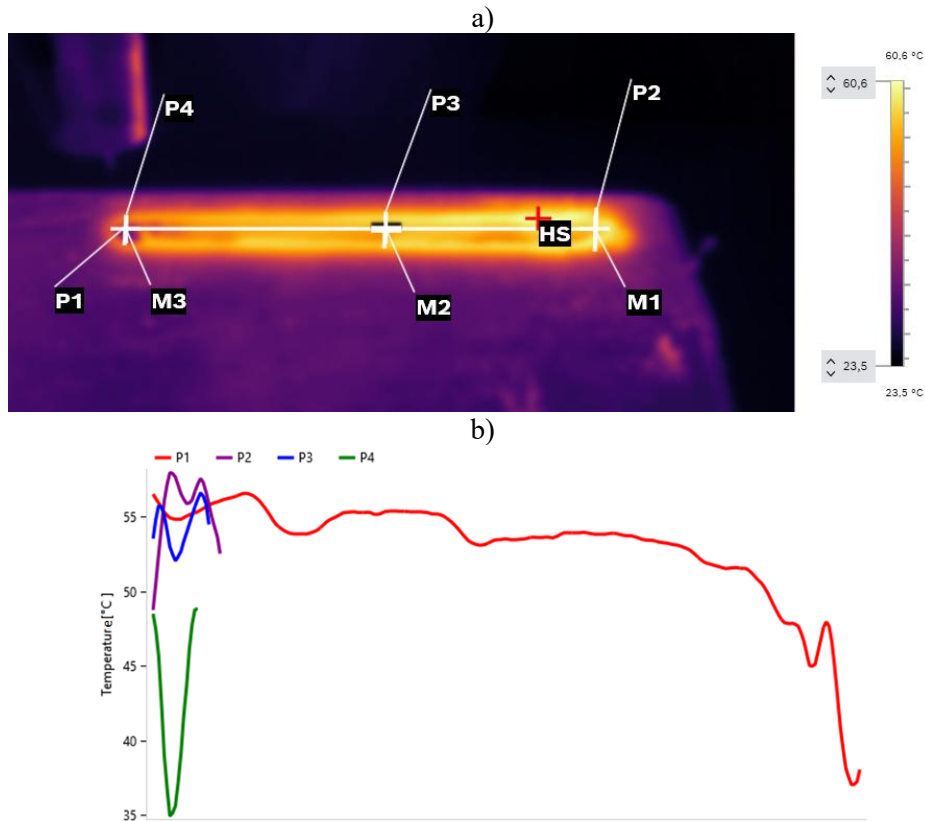 a)
60,6 °C
60,6
P4
P3
P2
HS
P1
M3
M2
M1
23,5
23,5 °C
b)
P1 P2 P3 P4
Temperature[°C ]
55
50
45
40
35